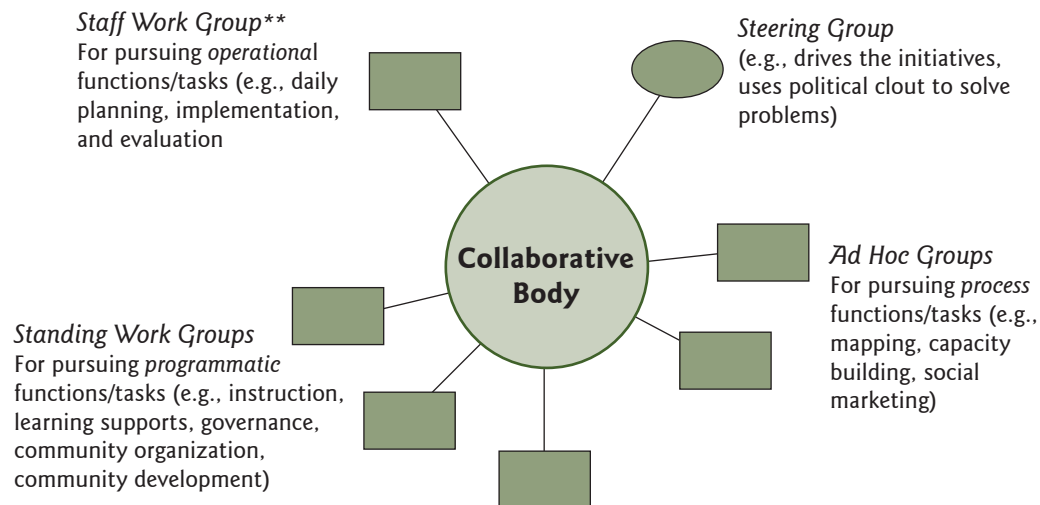 Staff Work Group**
For pursuing operational
functions/tasks (e.g., daily
planning, implementation,
and evaluation
Steering Group
(e.g., drives the initiatives,
uses political clout to solve
problems)
Collaborative
Body
Ad Hoc Groups
For pursuing process
functions/tasks (e.g.,
mapping, capacity
building, social
marketing)
Standing Work Groups
For pursuing programmatic
functions/tasks (e.g., instruction,
learning supports, governance,
community organization,
community development)